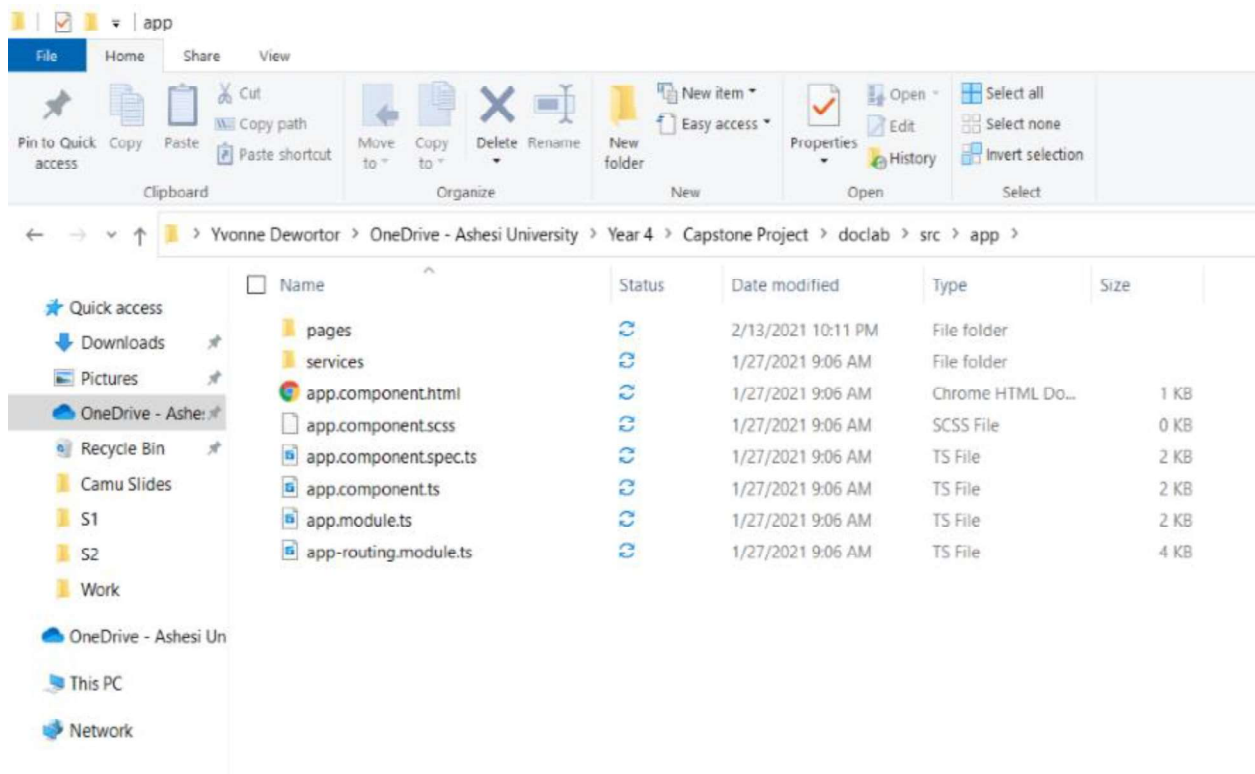 app
File Home Share View
Pin to Quick access
Copy
Paste
Cut
Copy path
Paste shortcut
Clipboard
Move to
Copy to
Delete
Rename
Organize
New folder
New item
Easy access
New
Properties
Open
Edit
History
Open
Select all
Select none
Invert selection
Select
Yvonne Dewortor > OneDrive - Ashesi University > Year 4 > Capstone Project > doclab > src > app >
Quick access
Downloads
Pictures
OneDrive - Ashe:
Recycle Bin
Camu Slides
S1
S2
Work
OneDrive - Ashesi Un
This PC
Network
Name Status Date modified Type Size
pages 2/13/2021 10:11 PM File folder
services 1/27/2021 9:06 AM File folder
app.component.html 1/27/2021 9:06 AM Chrome HTML Do... 1 KB
app.component.scss 1/27/2021 9:06 AM SCSS File 0 KB
app.component.spec.ts 1/27/2021 9:06 AM TS File 2 KB
app.component.ts 1/27/2021 9:06 AM TS File 2 KB
app.module.ts 1/27/2021 9:06 AM TS File 2 KB
app-routing.module.ts 1/27/2021 9:06 AM TS File 4 KB